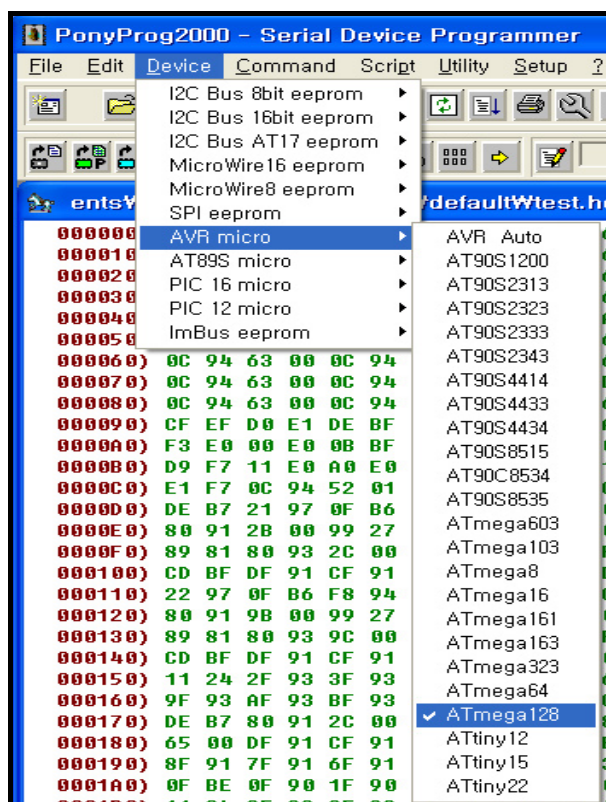 PonyProg2000 – Serial Device Programmer
File Edit Device Command Script Utility Setup ?
I2C Bus 8bit eeprom
I2C Bus 16bit eeprom
I2C Bus AT17 eeprom
MicroWire16 eeprom
MicroWire8 eeprom
SPI eeprom
AVR micro
AT89S micro
PIC 16 micro
PIC 12 micro
ImBus eeprom
ents₩ ₩default₩test.he
AVR Auto
AT90S1200
AT90S2313
AT90S2323
AT90S2333
AT90S2343
AT90S4414
AT90S4433
AT90S4434
AT90S8515
AT90C8534
AT90S8535
ATmega603
ATmega103
ATmega8
ATmega16
ATmega161
ATmega163
ATmega323
ATmega64
ATmega128
ATtiny12
ATtiny15
ATtiny22
000000
000010
000020
000030
000040
000050
000060) 0C 94 63 00 0C 94
000070) 0C 94 63 00 0C 94
000080) 0C 94 63 00 0C 94
000090) CF EF D0 E1 DE BF
0000A0) F3 E0 00 E0 0B BF
0000B0) D9 F7 11 E0 A0 E0
0000C0) E1 F7 0C 94 52 01
0000D0) DE B7 21 97 0F B6
0000E0) 80 91 2B 00 99 27
0000F0) 89 81 80 93 2C 00
000100) CD BF DF 91 CF 91
000110) 22 97 0F B6 F8 94
000120) 80 91 9B 00 99 27
000130) 89 81 80 93 9C 00
000140) CD BF DF 91 CF 91
000150) 11 24 2F 93 3F 93
000160) 9F 93 AF 93 BF 93
000170) DE B7 80 91 2C 00
000180) 65 00 DF 91 CF 91
000190) 8F 91 7F 91 6F 91
0001A0) 0F BE 0F 90 1F 90